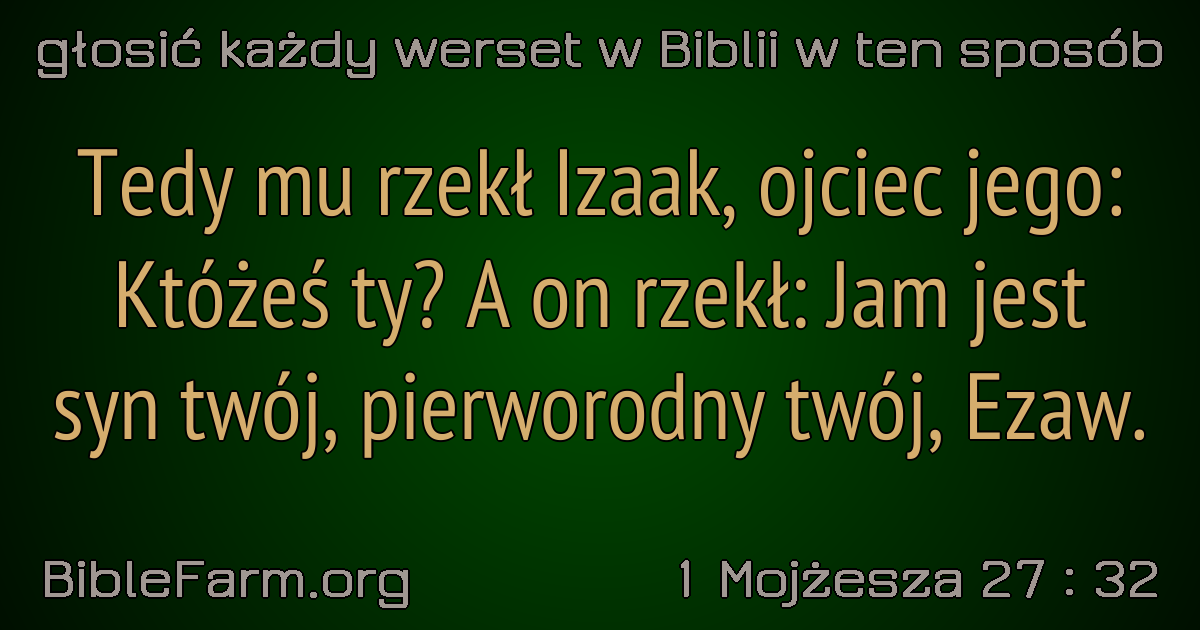 głosić każdy werset w Biblii w ten sposób
Tedy mu rzekł Izaak, ojciec jego:
Któżeś ty? A on rzekł: Jam jest
syn twój, pierworodny twój, Ezaw.
BibleFarm.org
1 Mojżesza 27 : 32